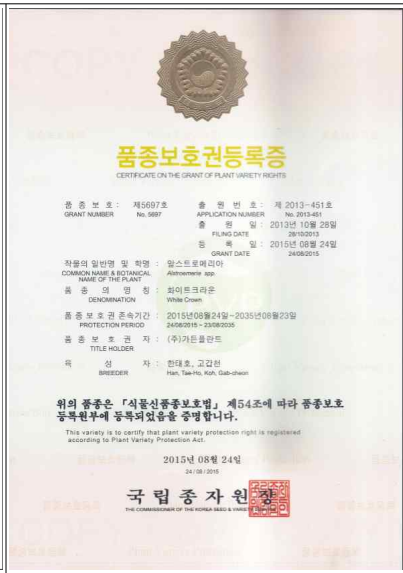 품종보호권등록증
CERTIFICATE ON THE GRANT OF PLANT VARIETY RIGHTS
품 종 보 호 : 제5697호 출 원 번 호 : 제 2013-451호
GRANT NUMBER No. 5697 APPLICATION NUMBER No. 2013-451
출 원 일 : 2013년 10월 28일
FILING DATE 28/10/2013
등 록 일 : 2015년 08월 24일
GRANT DATE 24/08/2015
작물의 일반명 및 학명 : 알스트로메리아
COMMON NAME & BOTANICAL Alstroemeria spp.
NAME OF THE PLANT
품 종 의 명 칭 : 화이트크라운
DENOMINATION White Crown
품 종 보 호 권 존속기간 : 2015년08월24일~2035년08월23일
PROTECTION PERIOD 24/08/2015 ~ 23/08/2035
품 종 보 호 권 자 : (주)가든플란드
TITLE HOLDER
육 성 자 : 한태호, 고갑천
BREEDER Han, Tae-Ho, Koh, Gab-cheon
위의 품종은 「식물신품종보호법」 제54조에 따라 품종보호
등록원부에 등록되었음을 증명합니다.
This variety is to certify that plant variety protection right is registered
according to Plant Variety Protection Act.
2015년 08월 24일
24 / 08 / 2015
국 립 종 자 원 장
THE COMMISSIONER OF THE KOREA SEED & VARIETY